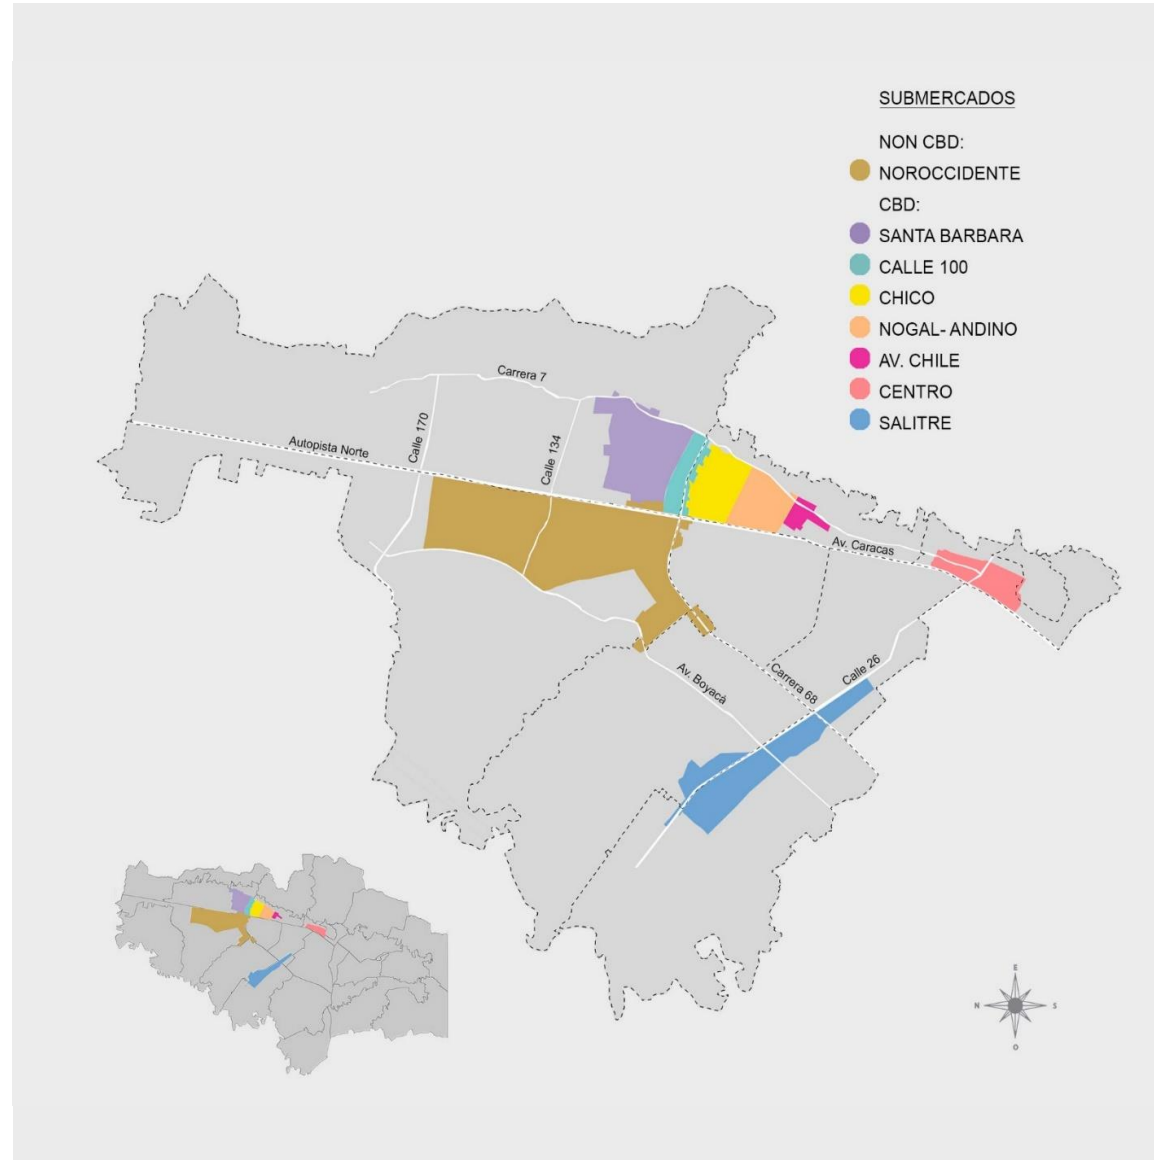 SUBMERCADOS
NON CBD:
NOROCCIDENTE
CBD:
SANTA BARBARA
CALLE 100
CHICO
NOGAL- ANDINO
AV. CHILE
CENTRO
SALITRE
Carrera 7
Calle 170
Autopista Norte
Calle 134
Av. Caracas
Calle 26
Carrera 68
Av. Boyacá
E
N
S
O